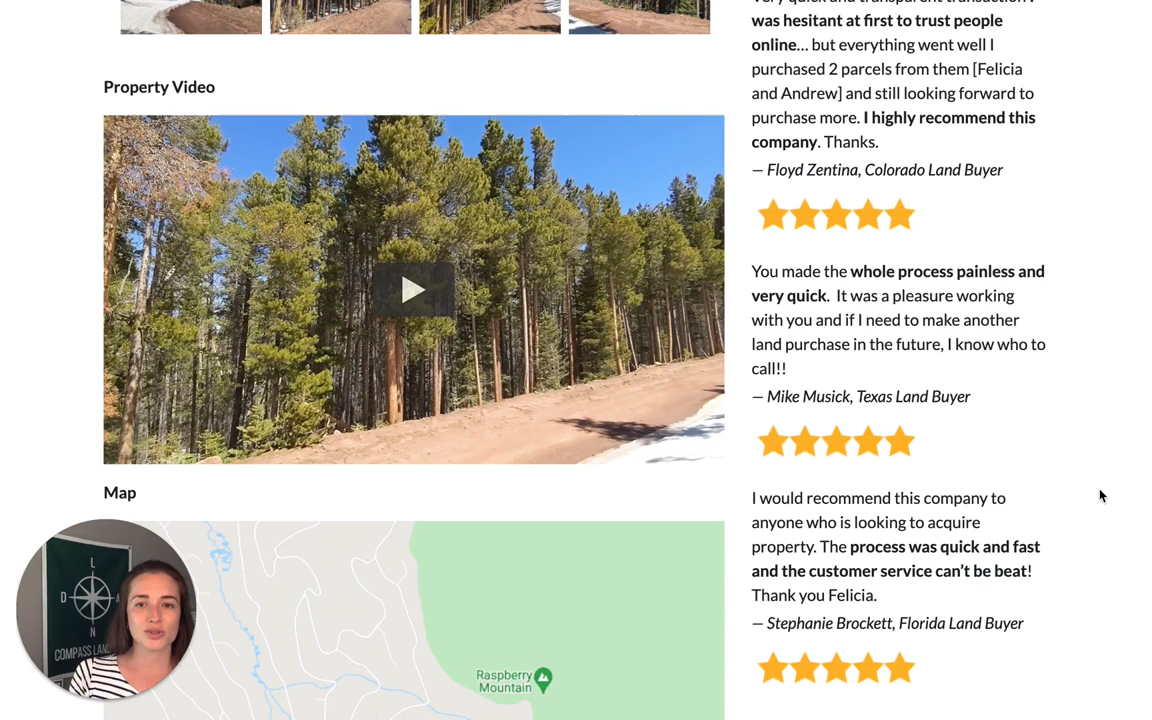 Property Video
Map
Raspberry
Mountain
L
D
A
N
COMPASS LAN
was hesitant at first to trust people
online... but everything went well I
purchased 2 parcels from them [Felicia
and Andrew] and still looking forward to
purchase more. I highly recommend this
company. Thanks.
— Floyd Zentina, Colorado Land Buyer
You made the whole process painless and
very quick.  It was a pleasure working
with you and if I need to make another
land purchase in the future, I know who to
call!!
— Mike Musick, Texas Land Buyer
I would recommend this company to
anyone who is looking to acquire
property. The process was quick and fast
and the customer service can’t be beat!
Thank you Felicia.
— Stephanie Brockett, Florida Land Buyer